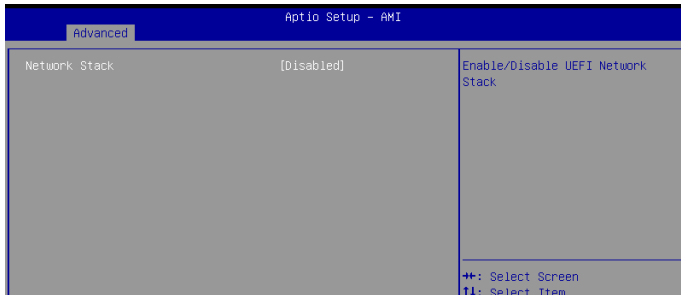 Aptio Setup – AMI
Advanced
Network Stack [Disabled]
Enable/Disable UEFI Network
Stack
→←: Select Screen
↑↓: Select Item